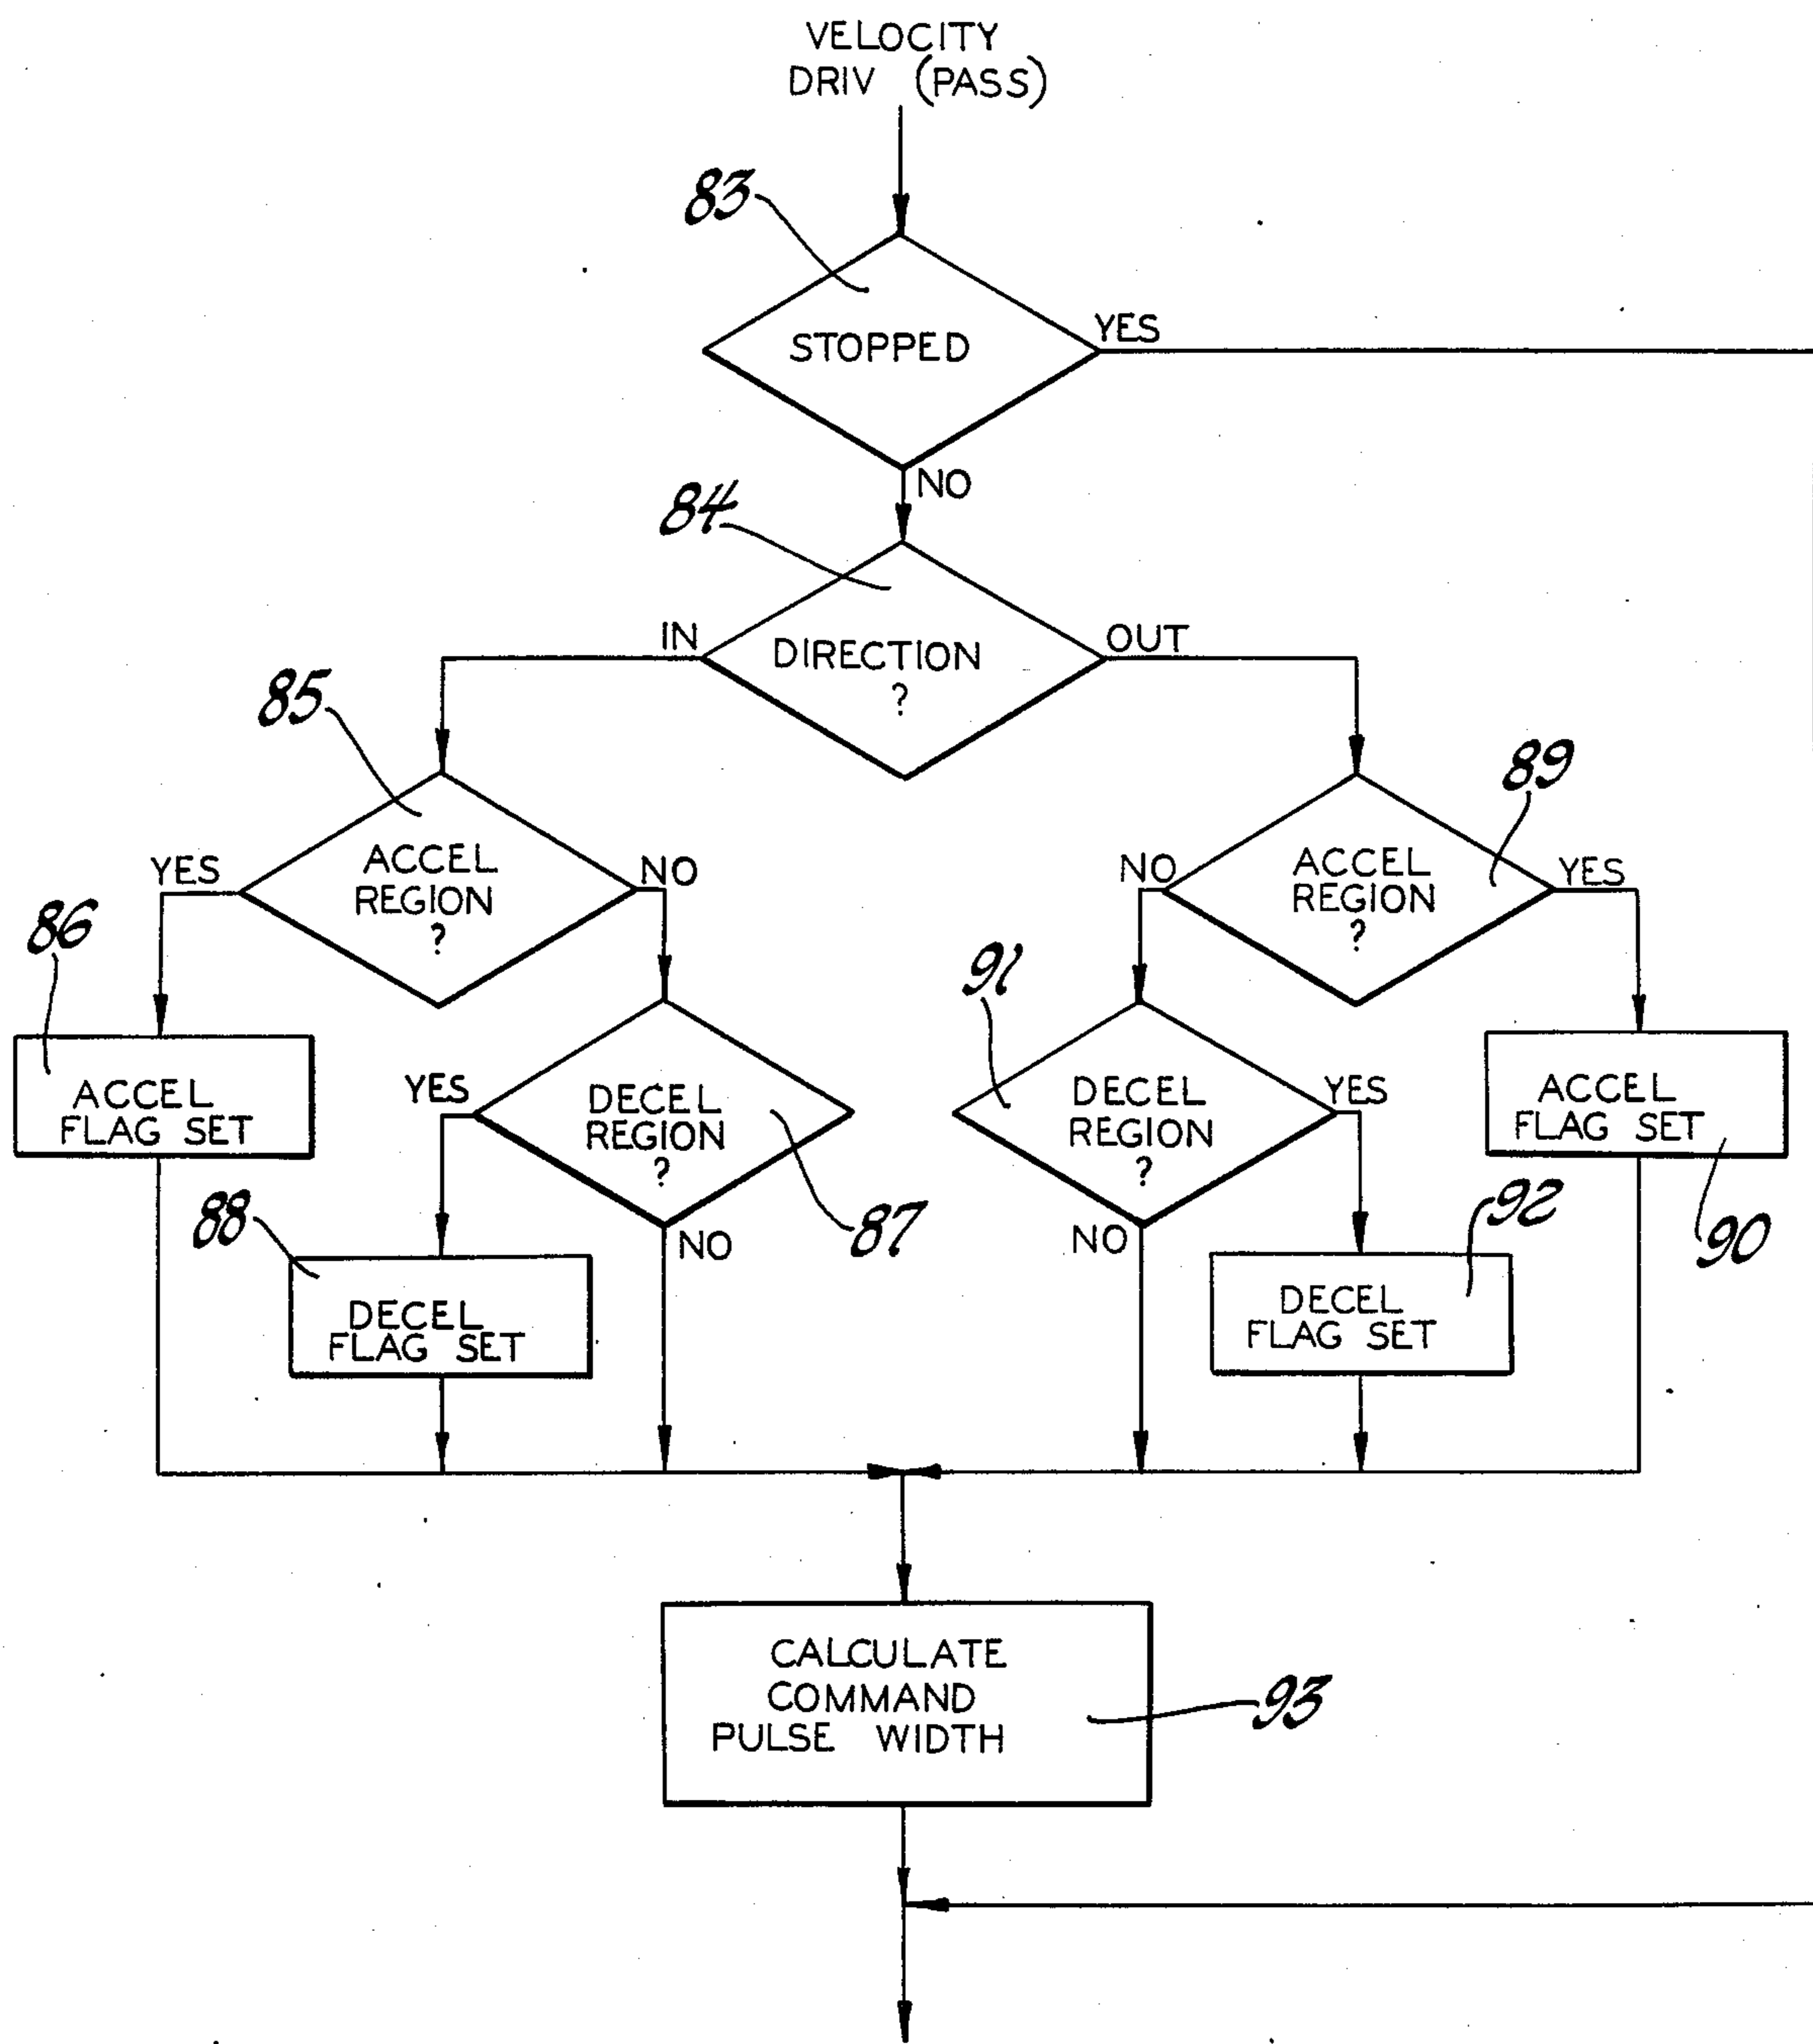 VELOCITY
DRIV (PASS)
83
STOPPED
YES
NO
84
IN
DIRECTION
?
OUT
85
89
YES
ACCEL
REGION
?
NO
NO
ACCEL
REGION
?
YES
86
91
ACCEL
FLAG SET
YES
DECEL
REGION
?
NO
87
DECEL
REGION
?
YES
NO
ACCEL
FLAG SET
90
88
DECEL
FLAG SET
92
DECEL
FLAG SET
CALCULATE
COMMAND
PULSE WIDTH
93